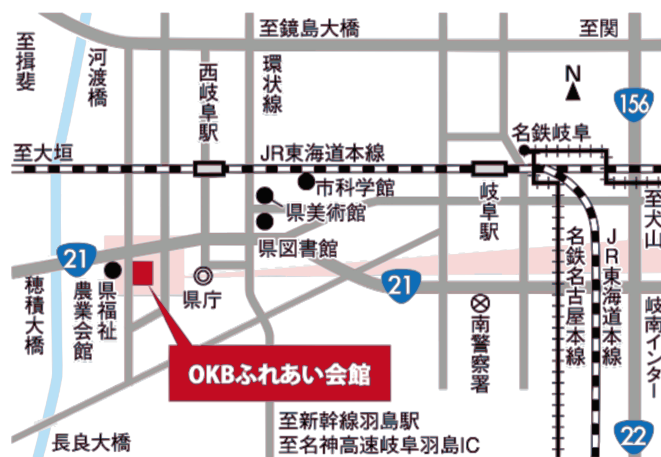 至鏡島大橋
至関
至揖斐
河渡橋
西岐阜駅
環状線
N
156
名鉄岐阜
至大垣
JR東海道本線
市科学館
県美術館
県図書館
岐阜駅
至犬山
21
穂積大橋
県福祉
農業会館
県庁
21
南警察署
名鉄名古屋本線
JR東海道本線
岐南インター
OKBふれあい会館
至新幹線羽島駅
至名神高速岐阜羽島IC
長良大橋
22